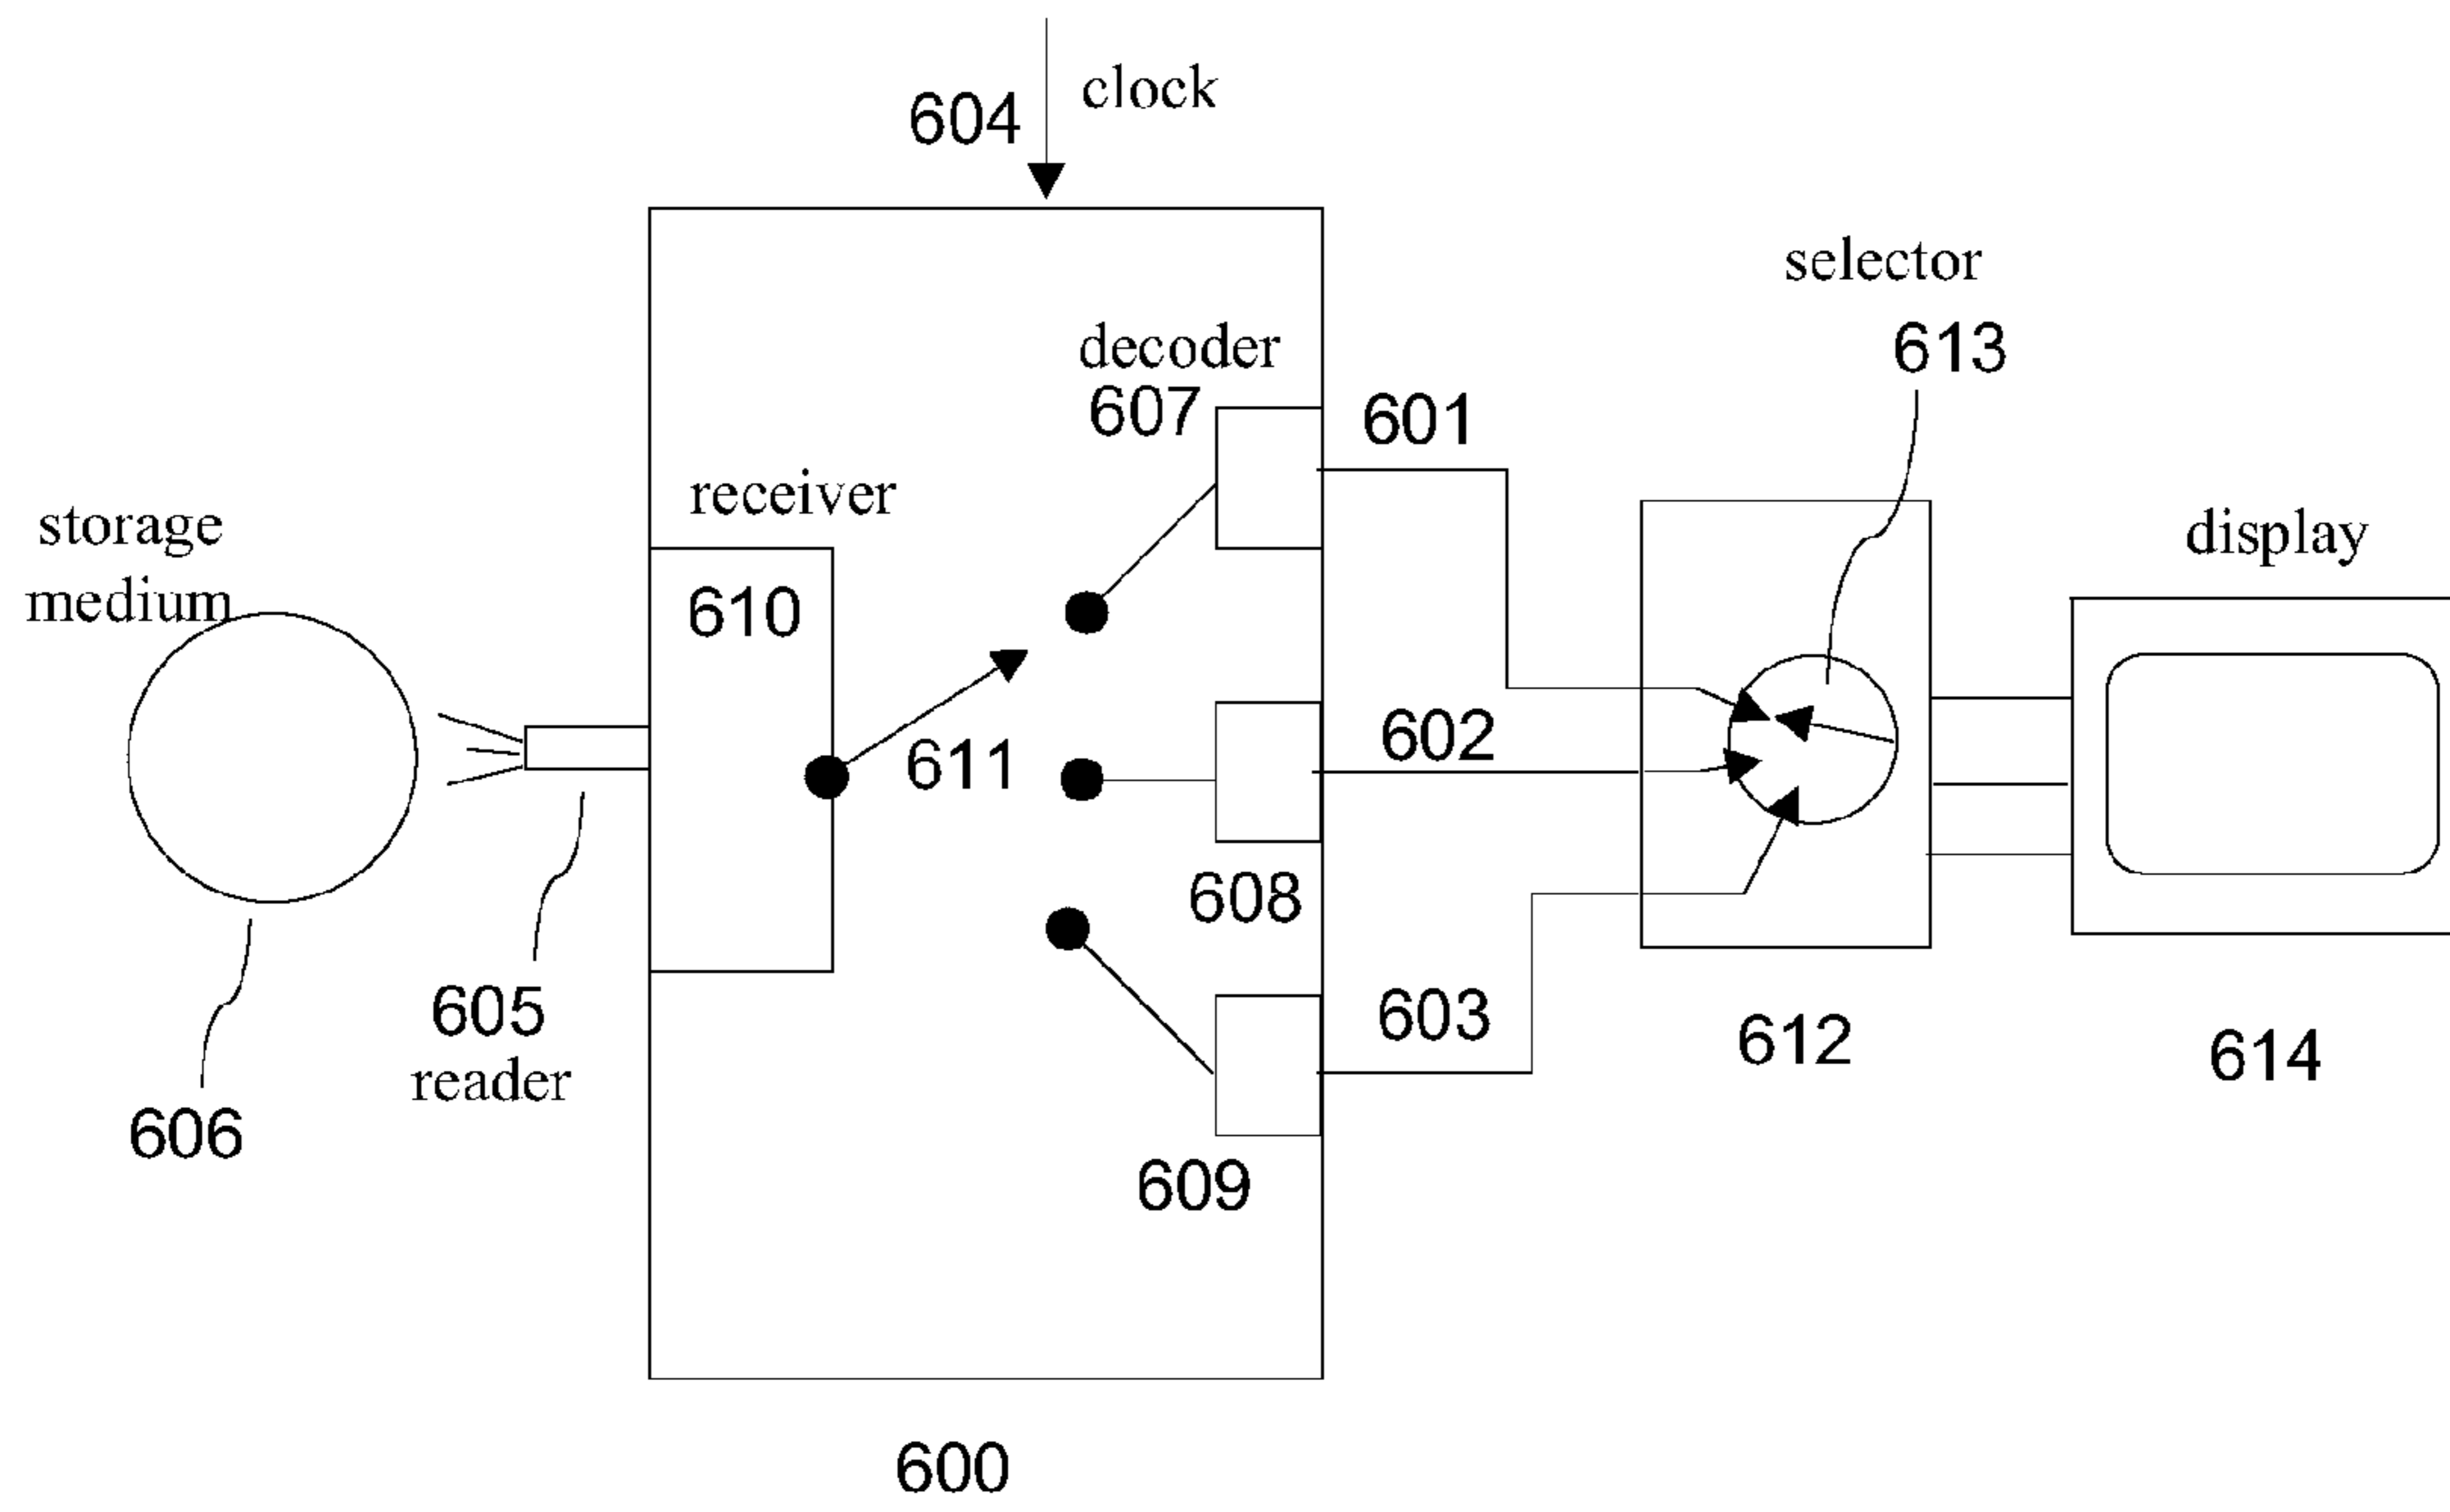 clock
604
selector
613
decoder
607
601
receiver
storage
medium
display
610
611
602
608
605
reader
603
612
614
606
609
600